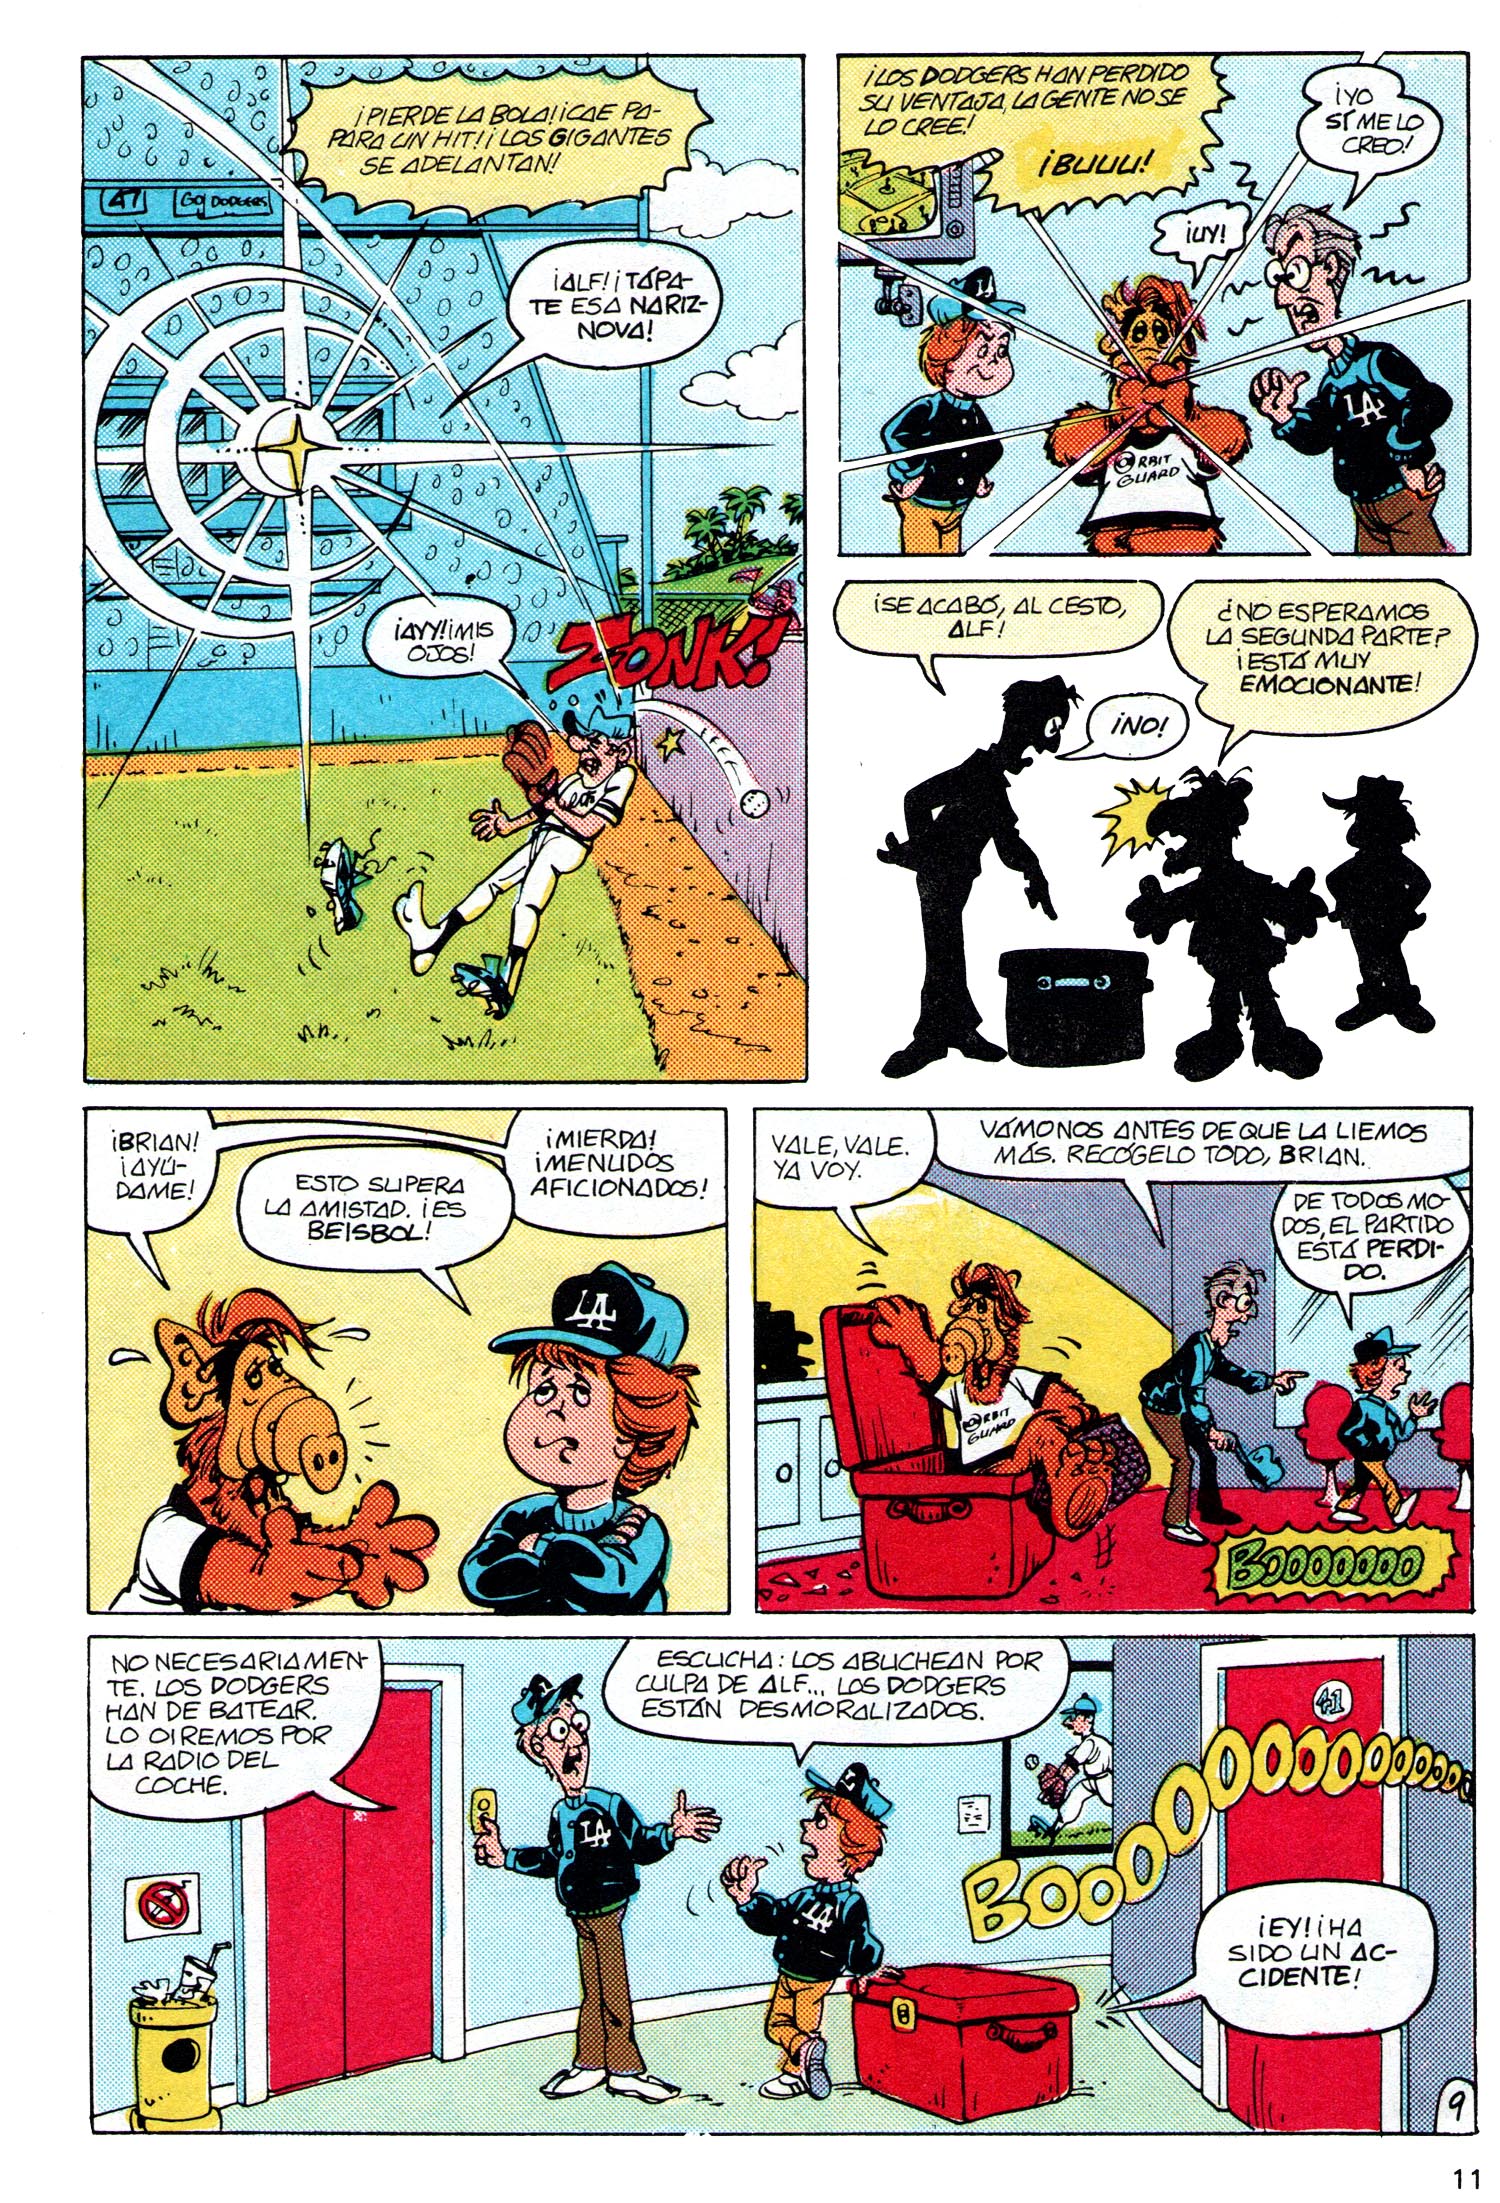 ¡PIERDE LA BOLA! ¡CAE PA-
PARA UN HIT! ¡LOS GIGANTES
SE ADELANTAN!
47
GO DODGERS
¡ALF! ¡TÁPA-
TE ESA NARIZ-
NOVA!
¡AYY! ¡MIS
OJOS!
ZONK!
¡LOS DODGERS HAN PERDIDO
SU VENTAJA, LA GENTE NO SE
LO CREE!
¡BUUU!
¡YO
SÍ ME LO
CREO!
¡UY!
LA
LA
ORBIT
GUARD
¡SE ACABÓ, AL CESTO,
ALF!
¡NO!
¿NO ESPERAMOS
LA SEGUNDA PARTE?
¡ESTÁ MUY
EMOCIONANTE!
¡BRIAN!
¡AYÚ-
DAME!
ESTO SUPERA
LA AMISTAD. ¡ES
BEISBOL!
¡MIERDA!
¡MENUDOS
AFICIONADOS!
LA
VALE, VALE.
YA VOY.
VÁMONOS ANTES DE QUE LA LIEMOS
MÁS. RECÓGELO TODO, BRIAN.
DE TODOS MO-
DOS, EL PARTIDO
ESTÁ PERDI-
DO.
ORBIT
GUARD
BOOOOOOO
NO NECESARIAMEN-
TE. LOS DODGERS
HAN DE BATEAR.
LO OIREMOS POR
LA RADIO DEL
COCHE.
ESCUCHA: LOS ABUCHEAN POR
CULPA DE ALF... LOS DODGERS
ESTÁN DESMORALIZADOS.
41
LA
LA
BOOOOOOOOOOOOOOOOO
¡EY! ¡HA
SIDO UN AC-
CIDENTE!
9
11